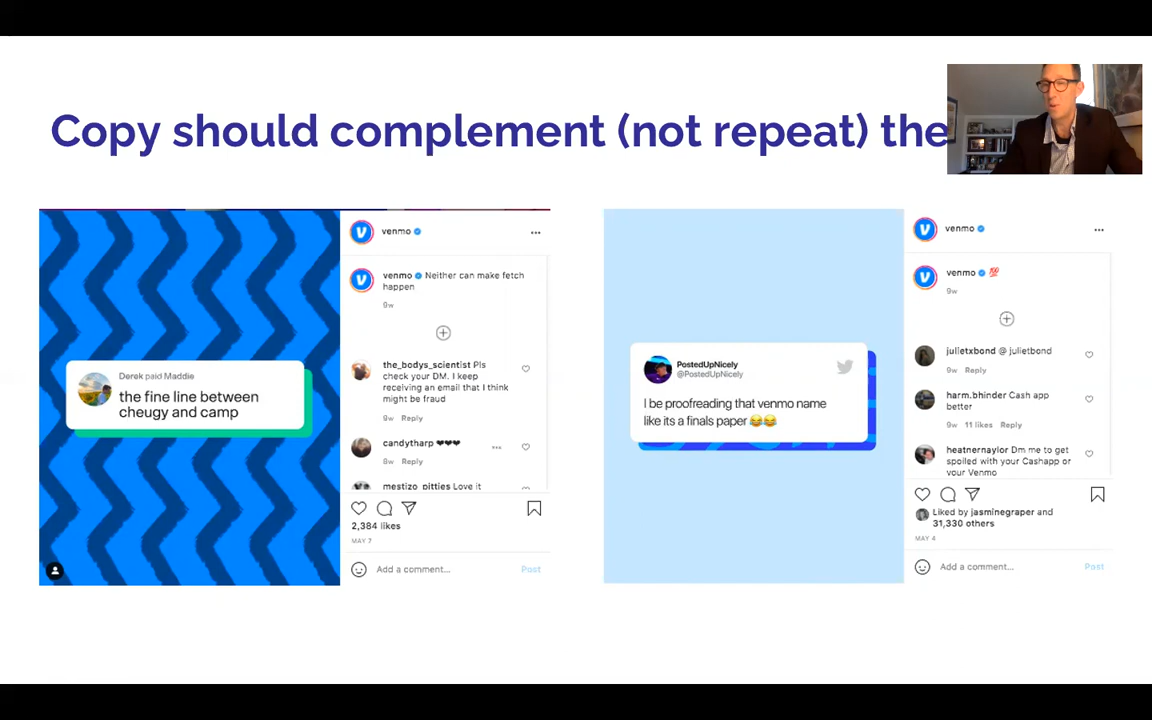 Copy should complement (not repeat) the
venmo
venmo Neither can make fetch
happen
9w
the_bodys_scientist Pls
check your DM. I keep
receiving an email that I think
might be fraud
9w Reply
candytharp ❤❤❤
8w Reply
mestizo_pitties Love it
2,384 likes
MAY 7
Add a comment...
Post
Derek paid Maddie
the fine line between
cheugy and camp
venmo
venmo 💯
9w
julietxbond @ julietbond
9w Reply
harm.bhinder Cash app
better
9w 11 likes Reply
heatnernaylor Dm me to get
spoiled with your Cashapp or
your Venmo
Liked by jasminegraper and
31,330 others
MAY 4
Add a comment...
Post
PostedUpNicely
@PostedUpNicely
I be proofreading that venmo name
like its a finals paper 😂😂